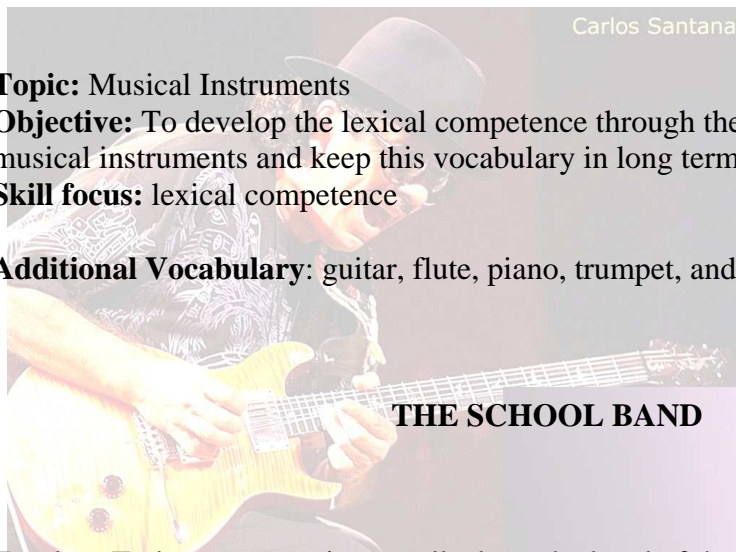 Carlos Santana
Topic: Musical Instruments
Objective: To develop the lexical competence through the
musical instruments and keep this vocabulary in long term
Skill focus: lexical competence
Additional Vocabulary: guitar, flute, piano, trumpet, and
THE SCHOOL BAND